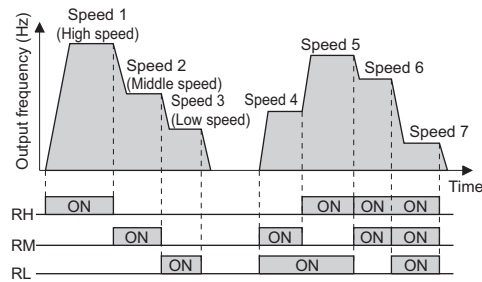 Output frequency (Hz)
Speed 1
(High speed)
Speed 2
(Middle speed)
Speed 3
(Low speed)
Speed 4
Speed 5
Speed 6
Speed 7
Time
RH ON ON ON ON
RM ON ON ON ON
RL ON ON ON